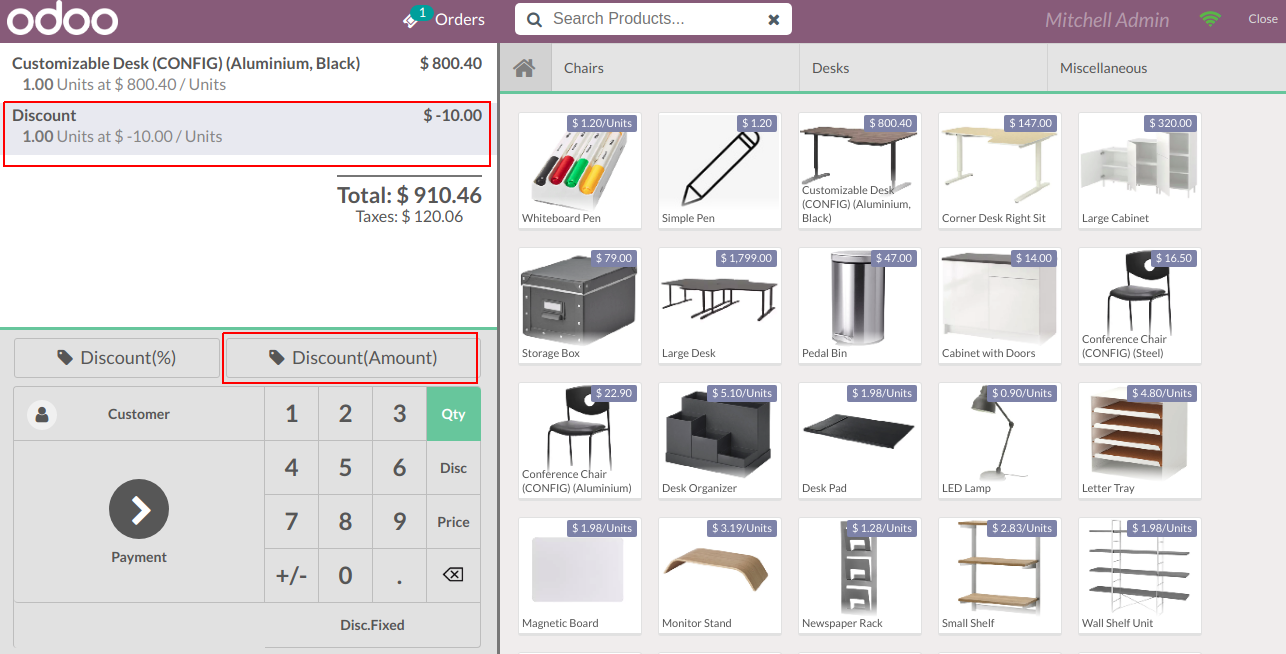 odoo
1
Orders
Search Products...
Mitchell Admin
Close
Customizable Desk (CONFIG) (Aluminium, Black) $ 800.40
1.00 Units at $ 800.40 / Units
Discount $ -10.00
1.00 Units at $ -10.00 / Units
Total: $ 910.46
Taxes: $ 120.06
Discount(%)
Discount(Amount)
Customer
1 2 3 Qty
4 5 6 Disc
7 8 9 Price
Payment
+/- 0 .
Disc.Fixed
Chairs
Desks
Miscellaneous
$ 1.20/Units
Whiteboard Pen
$ 1.20
Simple Pen
$ 800.40
Customizable Desk
(CONFIG) (Aluminium,
Black)
$ 147.00
Corner Desk Right Sit
$ 320.00
Large Cabinet
$ 79.00
Storage Box
$ 1,799.00
Large Desk
$ 47.00
Pedal Bin
$ 14.00
Cabinet with Doors
$ 16.50
Conference Chair
(CONFIG) (Steel)
$ 22.90
Conference Chair
(CONFIG) (Aluminium)
$ 5.10/Units
Desk Organizer
$ 1.98/Units
Desk Pad
$ 0.90/Units
LED Lamp
$ 4.80/Units
Letter Tray
$ 1.98/Units
Magnetic Board
$ 3.19/Units
Monitor Stand
$ 1.28/Units
Newspaper Rack
$ 2.83/Units
Small Shelf
$ 1.98/Units
Wall Shelf Unit